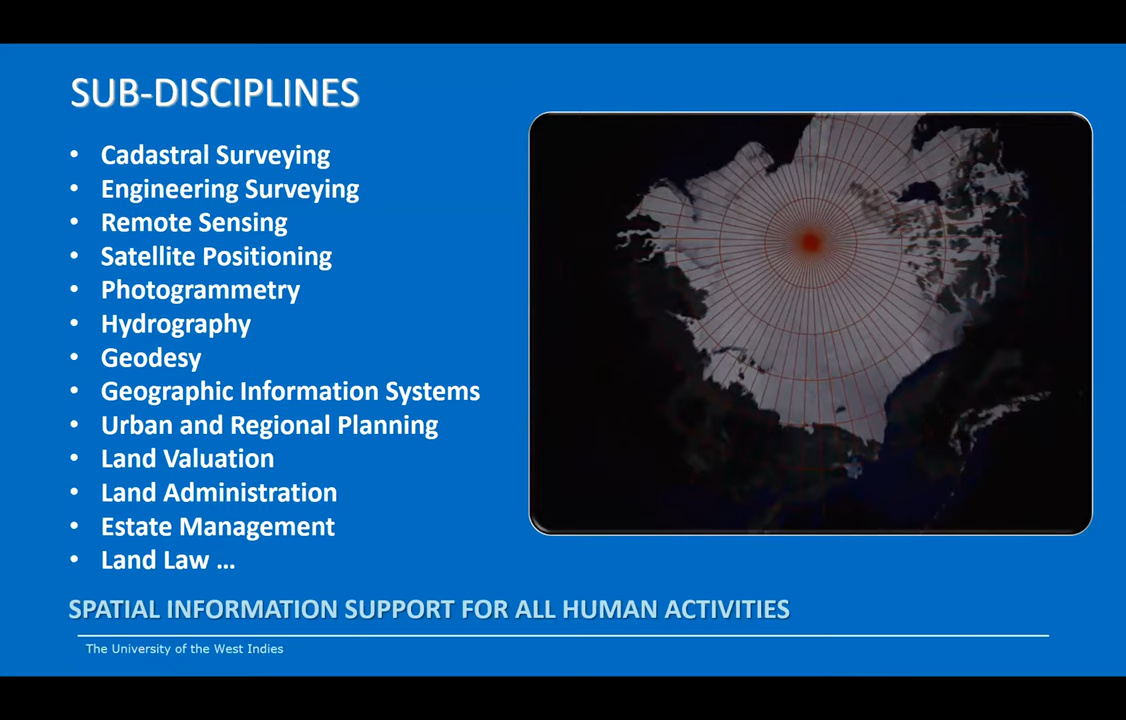 SUB-DISCIPLINES
• Cadastral Surveying
• Engineering Surveying
• Remote Sensing
• Satellite Positioning
• Photogrammetry
• Hydrography
• Geodesy
• Geographic Information Systems
• Urban and Regional Planning
• Land Valuation
• Land Administration
• Estate Management
• Land Law ...
SPATIAL INFORMATION SUPPORT FOR ALL HUMAN ACTIVITIES
The University of the West Indies